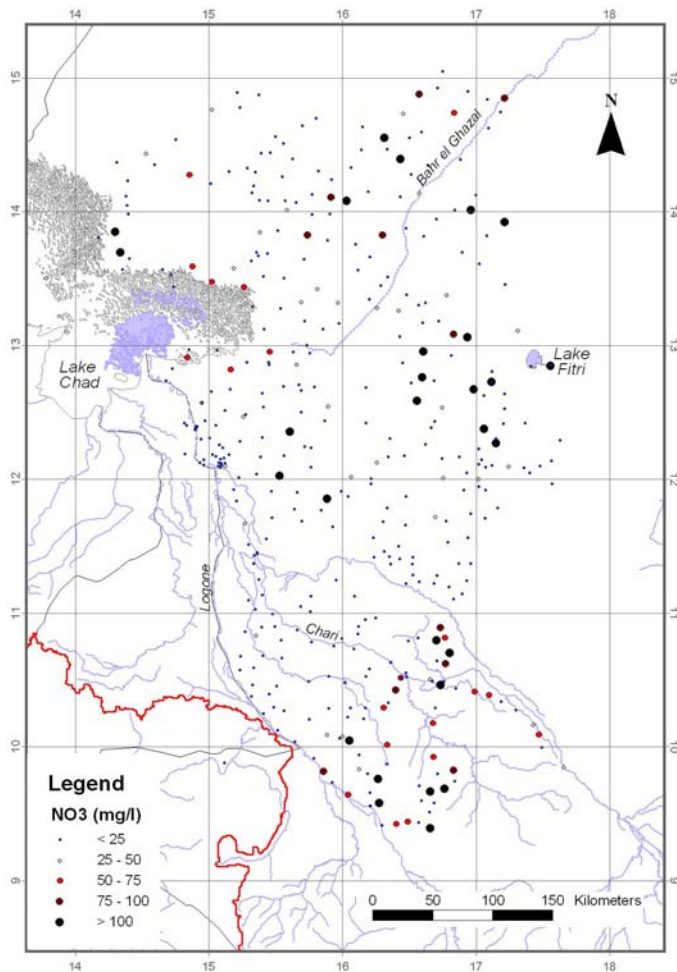 14 15 16 17 18
15 15
N
Bahr el Ghazal
14 14
13 13
Lake
Chad
Lake
Fitri
12 12
Logone
11 11
Chari
10 10
Legend
NO3 (mg/l)
< 25
25 - 50
50 - 75
75 - 100
> 100
9 9
0 50 100 150 Kilometers
14 15 16 17 18